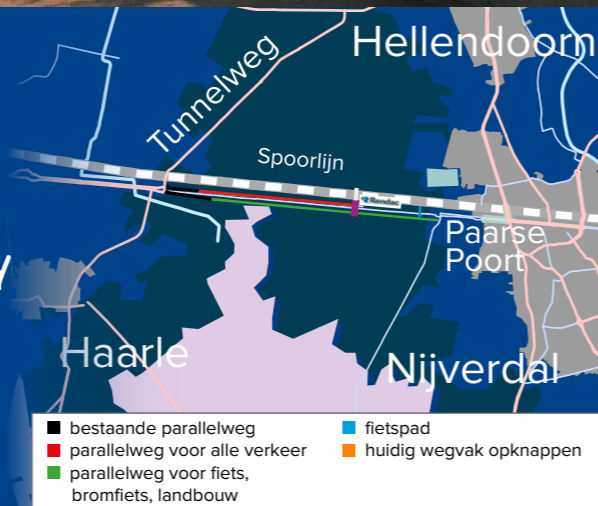 Hellendoorn
Tunnelweg
Spoorlijn
Rendac
Paarse
Poort
Haarle
Nijverdal
bestaande parallelweg
parallelweg voor alle verkeer
parallelweg voor fiets,
bromfiets, landbouw
fietspad
huidig wegvak opknappen